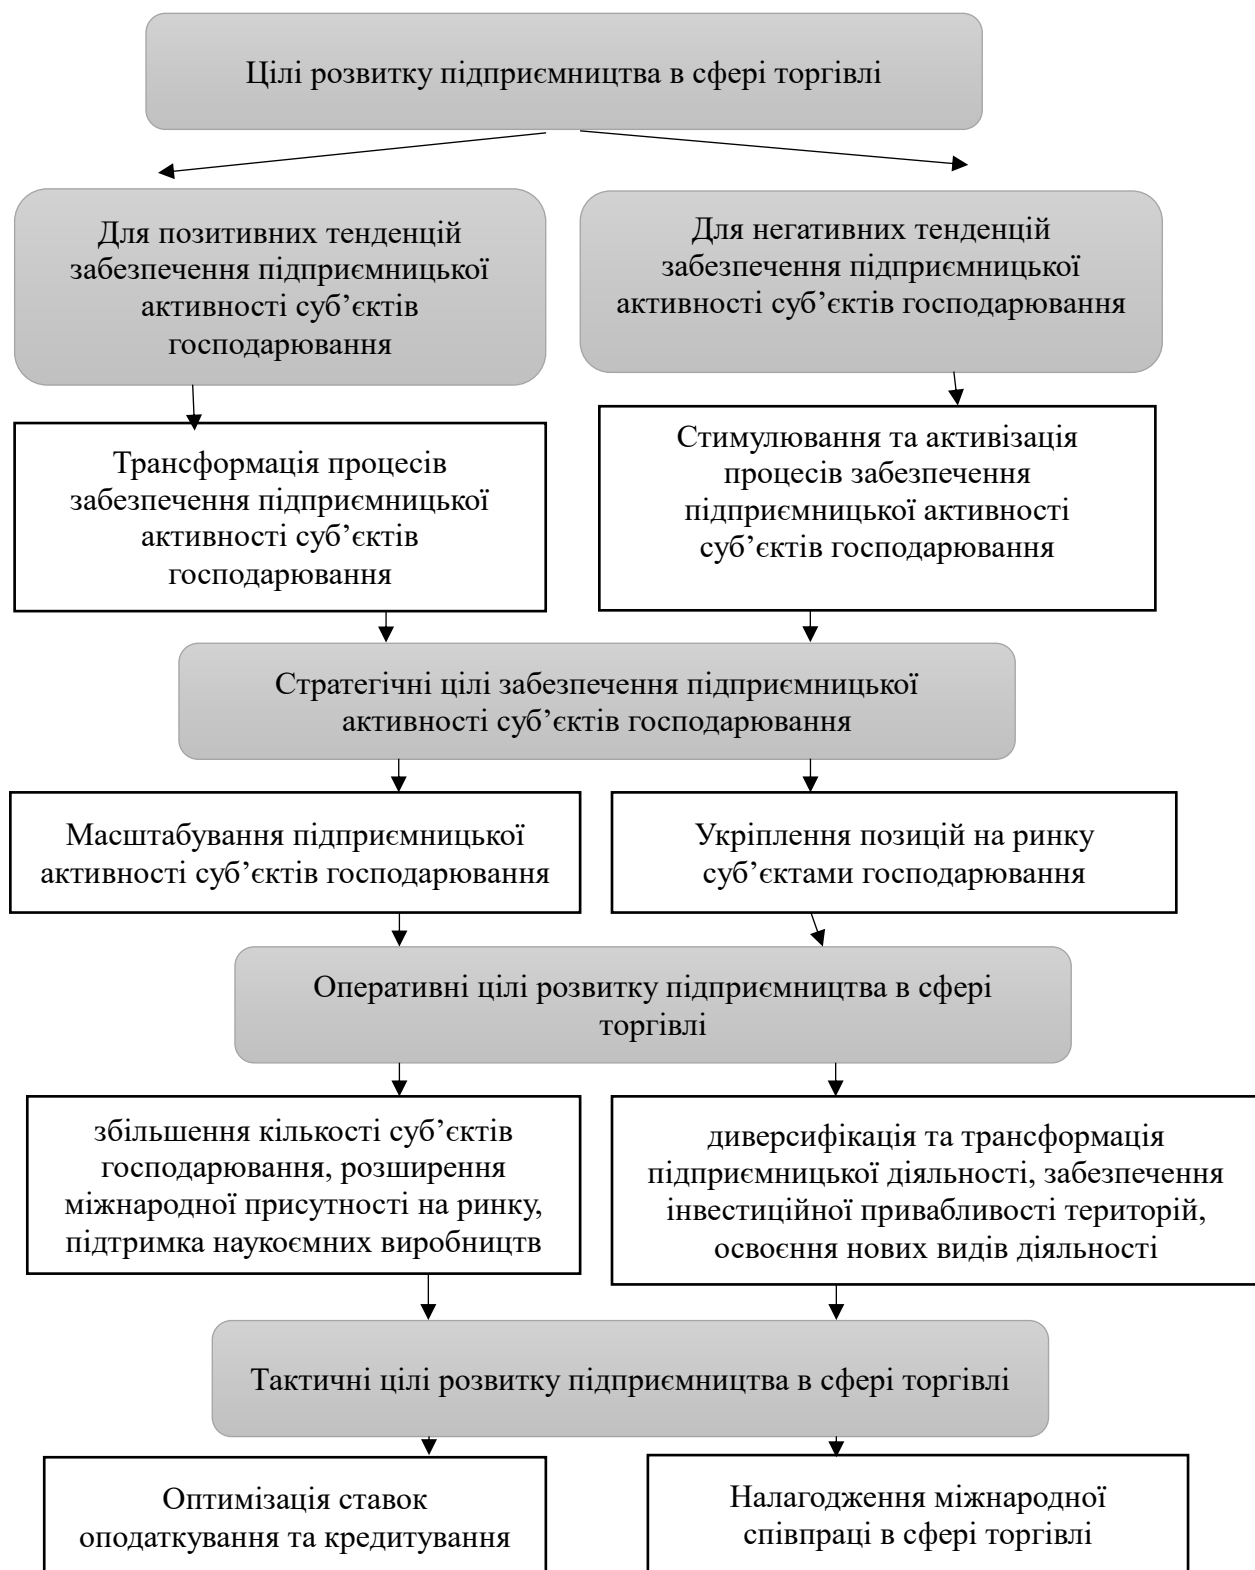 Цілі розвитку підприємництва в сфері торгівлі
Для позитивних тенденцій
забезпечення підприємницької
активності суб’єктів
господарювання
Для негативних тенденцій
забезпечення підприємницької
активності суб’єктів господарювання
Трансформація процесів
забезпечення підприємницької
активності суб’єктів
господарювання
Стимулювання та активізація
процесів забезпечення
підприємницької активності
суб’єктів господарювання
Стратегічні цілі забезпечення підприємницької
активності суб’єктів господарювання
Масштабування підприємницької
активності суб’єктів господарювання
Укріплення позицій на ринку
суб’єктами господарювання
Оперативні цілі розвитку підприємництва в сфері
торгівлі
збільшення кількості суб’єктів
господарювання, розширення
міжнародної присутності на ринку,
підтримка наукоємних виробництв
диверсифікація та трансформація
підприємницької діяльності, забезпечення
інвестиційної привабливості територій,
освоєння нових видів діяльності
Тактичні цілі розвитку підприємництва в сфері торгівлі
Оптимізація ставок
оподаткування та кредитування
Налагодження міжнародної
співпраці в сфері торгівлі